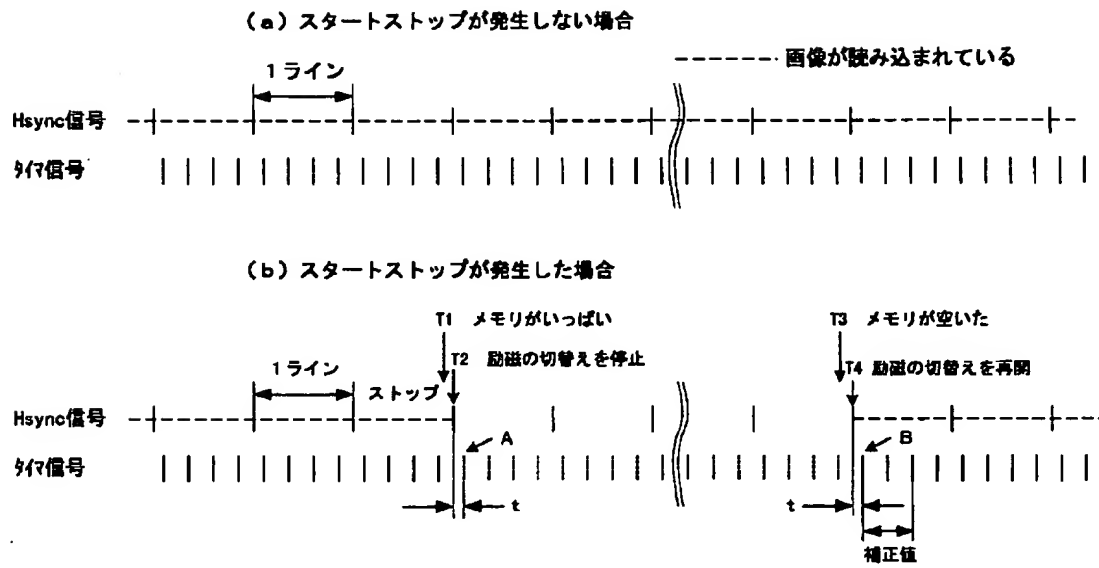 (a) スタートストップが発生しない場合
------- 画像が読み込まれている
1ライン
Hsync信号
ﾀｲﾏ信号
(b) スタートストップが発生した場合
T1 メモリがいっぱい
T3 メモリが空いた
T2 励磁の切替えを停止
T4 励磁の切替えを再開
1ライン
ストップ
Hsync信号
A
B
ﾀｲﾏ信号
t
t
補正値